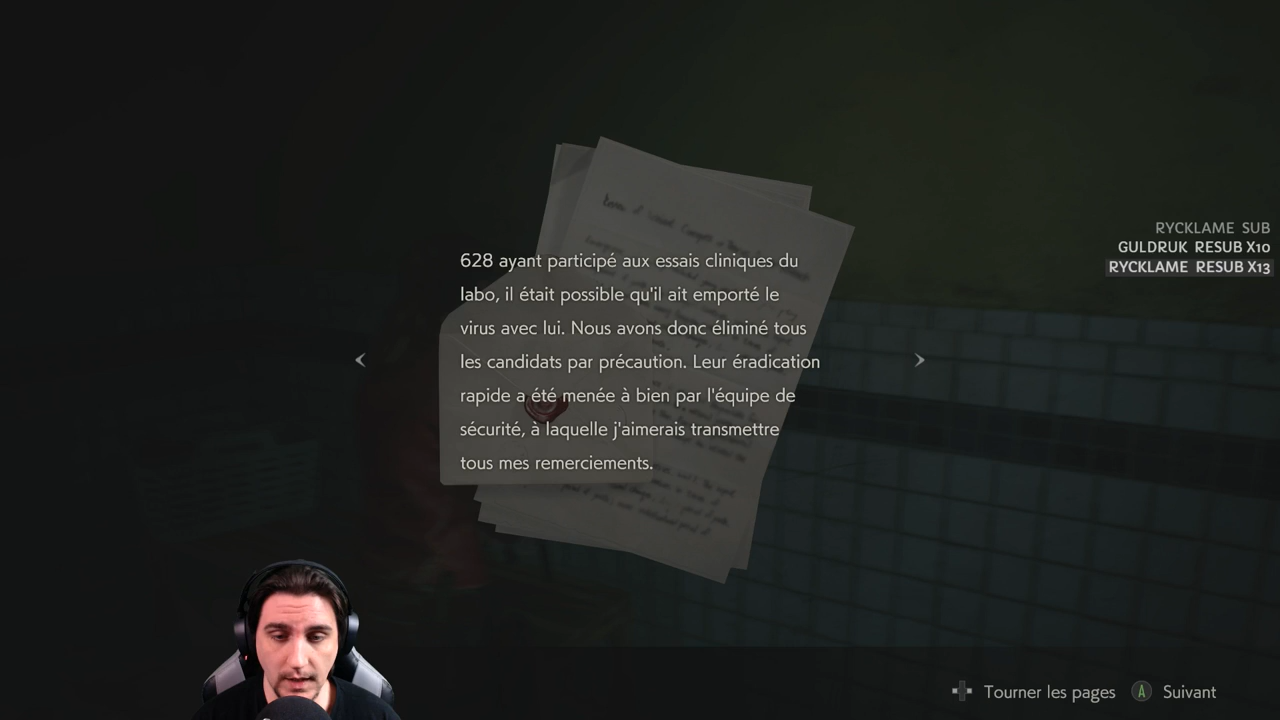 RYCKLAME SUB
GULDRUK RESUB X10
RYCKLAME RESUB X13
628 ayant participé aux essais cliniques du
labo, il était possible qu'il ait emporté le
virus avec lui. Nous avons donc éliminé tous
les candidats par précaution. Leur éradication
rapide a été menée à bien par l'équipe de
sécurité, à laquelle j'aimerais transmettre
tous mes remerciements.
Tourner les pages
A Suivant